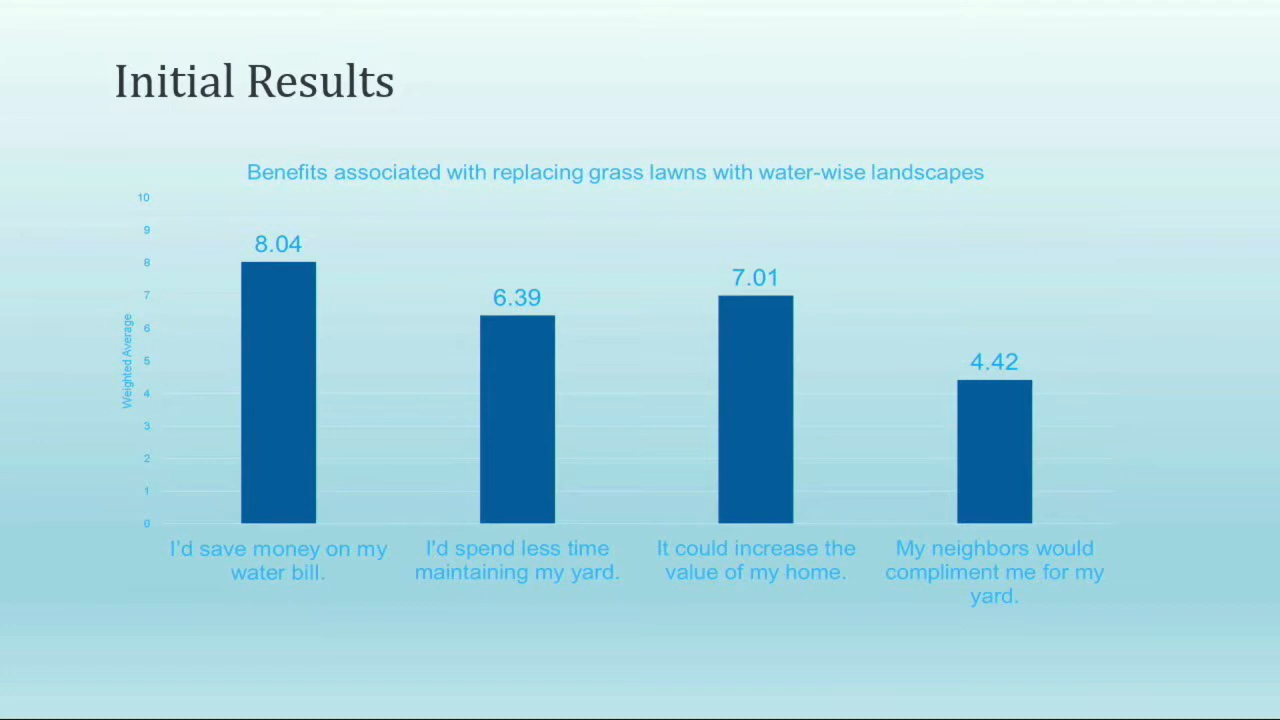 Initial Results
Benefits associated with replacing grass lawns with water-wise landscapes
10
9
8
7
6
5
4
3
2
1
0
Weighted Average
8.04
6.39
7.01
4.42
I'd save money on my
water bill.
I'd spend less time
maintaining my yard.
It could increase the
value of my home.
My neighbors would
compliment me for my
yard.